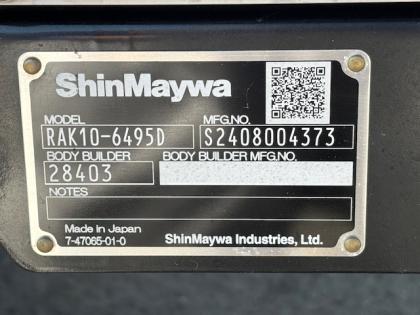 ShinMaywa
MODEL MFG.NO.
RAK10-6495D S2408004373
BODY BUILDER BODY BUILDER MFG.NO.
28403
NOTES
Made in Japan
7-47065-01-0 ShinMaywa Industries, Ltd.